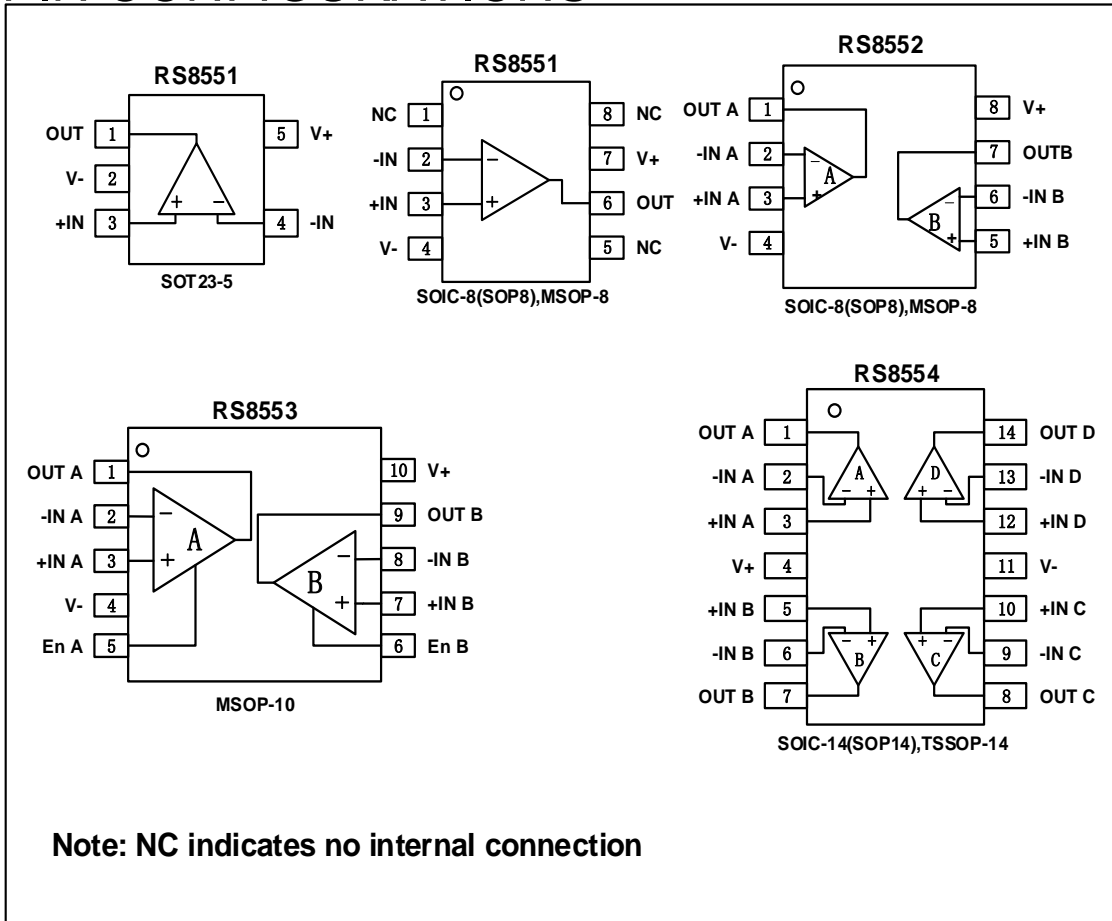 PIN CONFIGURATIONS
RS8551
OUT 1 5 V+
V- 2
+IN 3 + − 4 -IN
SOT23-5
RS8551
NC 1 8 NC
-IN 2 − 7 V+
+IN 3 + 6 OUT
V- 4 5 NC
SOIC-8(SOP8),MSOP-8
RS8552
OUT A 1 8 V+
-IN A 2 − A 7 OUTB
+IN A 3 + − 6 -IN B
V- 4 B + 5 +IN B
SOIC-8(SOP8),MSOP-8
RS8553
OUT A 1 10 V+
-IN A 2 − A 9 OUT B
+IN A 3 + − 8 -IN B
V- 4 B + 7 +IN B
En A 5 6 En B
MSOP-10
RS8554
OUT A 1 14 OUT D
-IN A 2 A D 13 -IN D
+IN A 3 − + + − 12 +IN D
V+ 4 11 V-
+IN B 5 10 +IN C
-IN B 6 − + + − 9 -IN C
OUT B 7 B C 8 OUT C
SOIC-14(SOP14),TSSOP-14
Note: NC indicates no internal connection